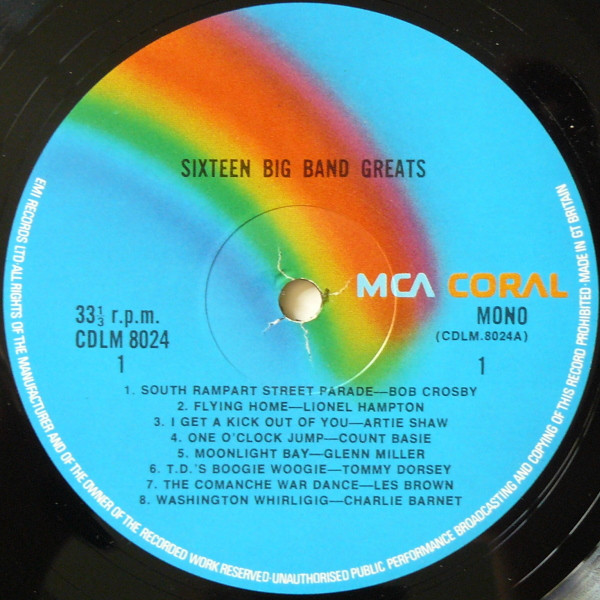 SIXTEEN BIG BAND GREATS
MCA CORAL
33⅓ r.p.m.
CDLM 8024
1
MONO
(CDLM.8024A)
1
1. SOUTH RAMPART STREET PARADE—BOB CROSBY
2. FLYING HOME—LIONEL HAMPTON
3. I GET A KICK OUT OF YOU—ARTIE SHAW
4. ONE O'CLOCK JUMP—COUNT BASIE
5. MOONLIGHT BAY—GLENN MILLER
6. T.D.'S BOOGIE WOOGIE—TOMMY DORSEY
7. THE COMANCHE WAR DANCE—LES BROWN
8. WASHINGTON WHIRLIGIG—CHARLIE BARNET
EMI RECORDS LTD·ALL RIGHTS OF THE MANUFACTURER AND OF THE OWNER OF THE RECORDED WORK RESERVED·UNAUTHORISED PUBLIC PERFORMANCE BROADCASTING AND COPYING OF THIS RECORD PROHIBITED·MADE IN GT BRITAIN